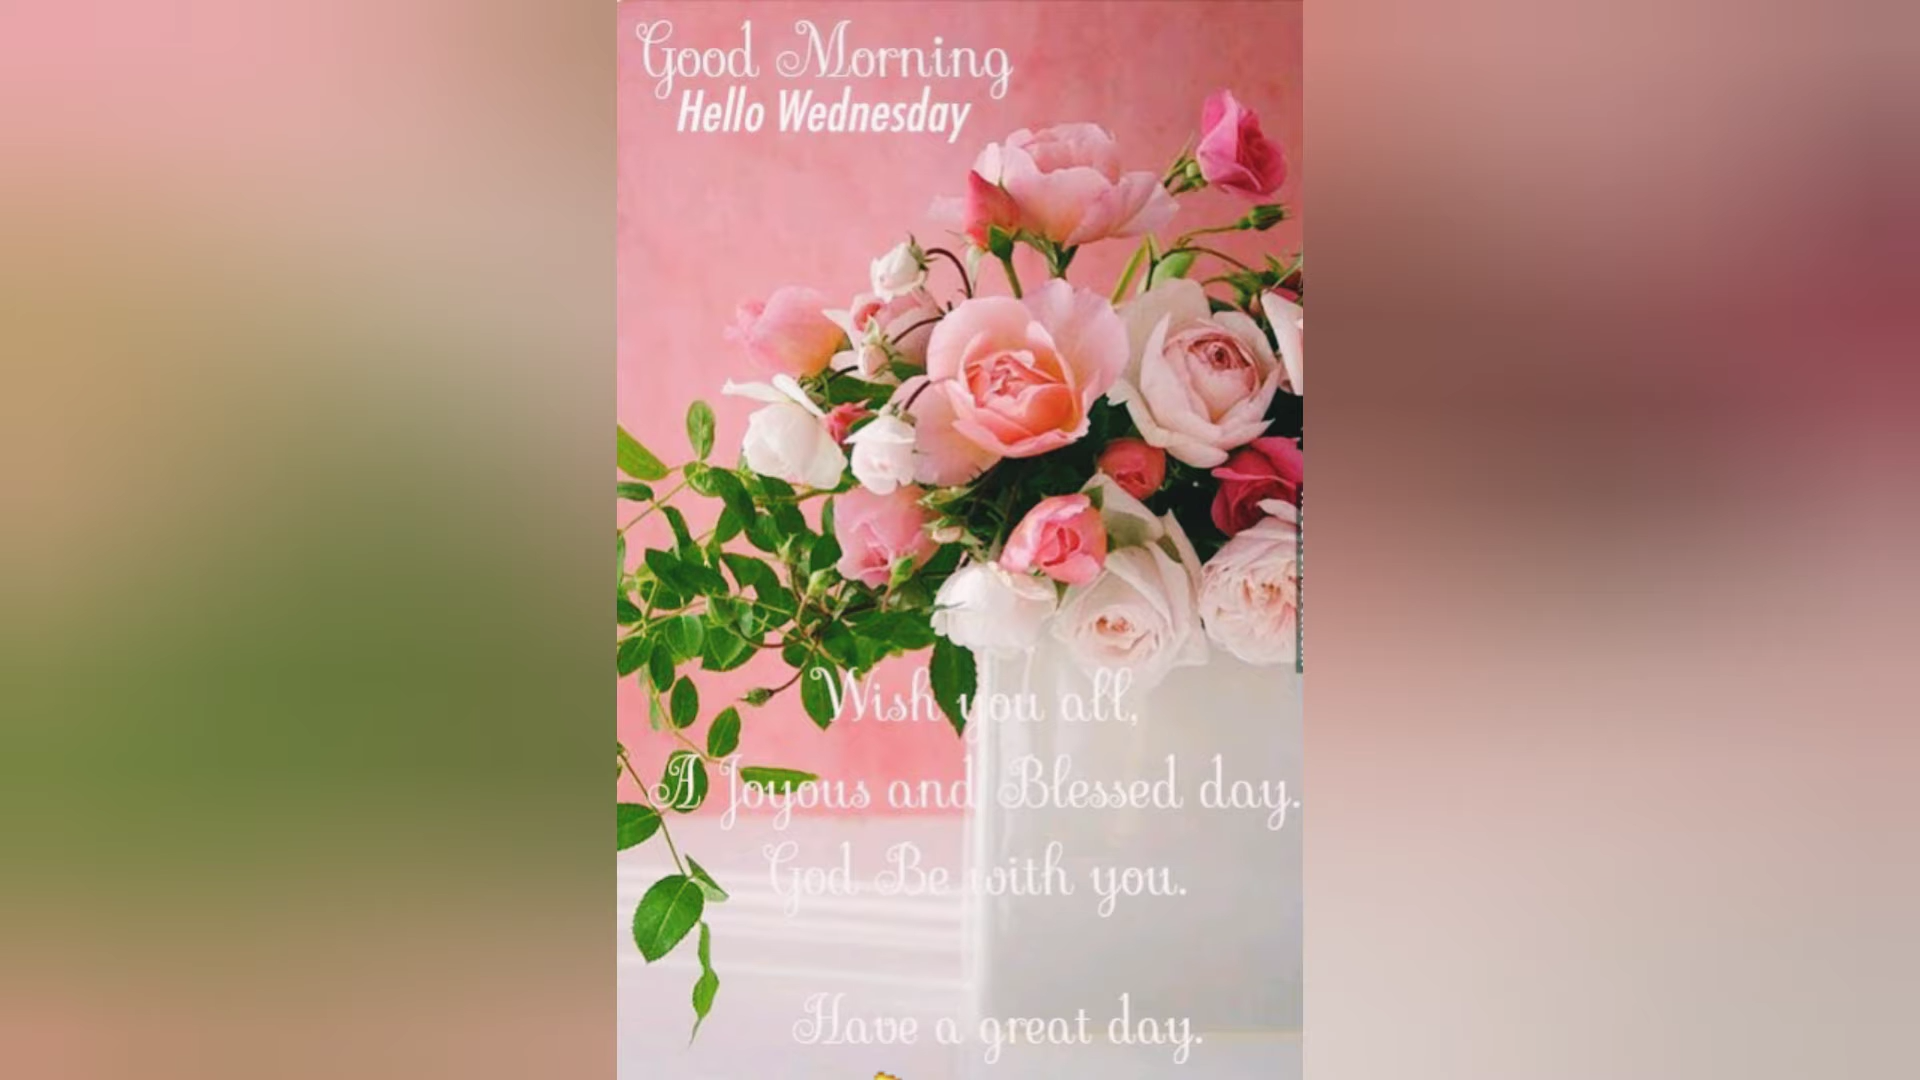 Good Morning
Hello Wednesday
Wish you all,
A Joyous and Blessed day.
God Be with you.
Have a great day.